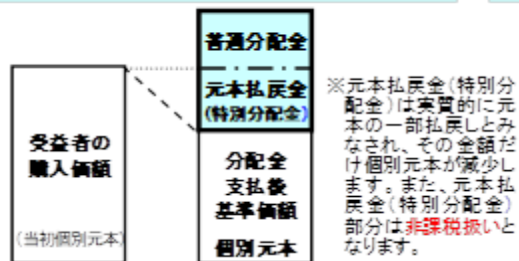 普通分配金
元本払戻金
(特別分配金)
受益者の
購入価額
(当初個別元本)
分配金
支払後
基準価額
個別元本
※元本払戻金(特別分
配金)は実質的に元
本の一部払戻しとみ
なされ、その金額だ
け個別元本が減少し
ます。また、元本払
戻金(特別分配金)
部分は非課税扱いと
なります。